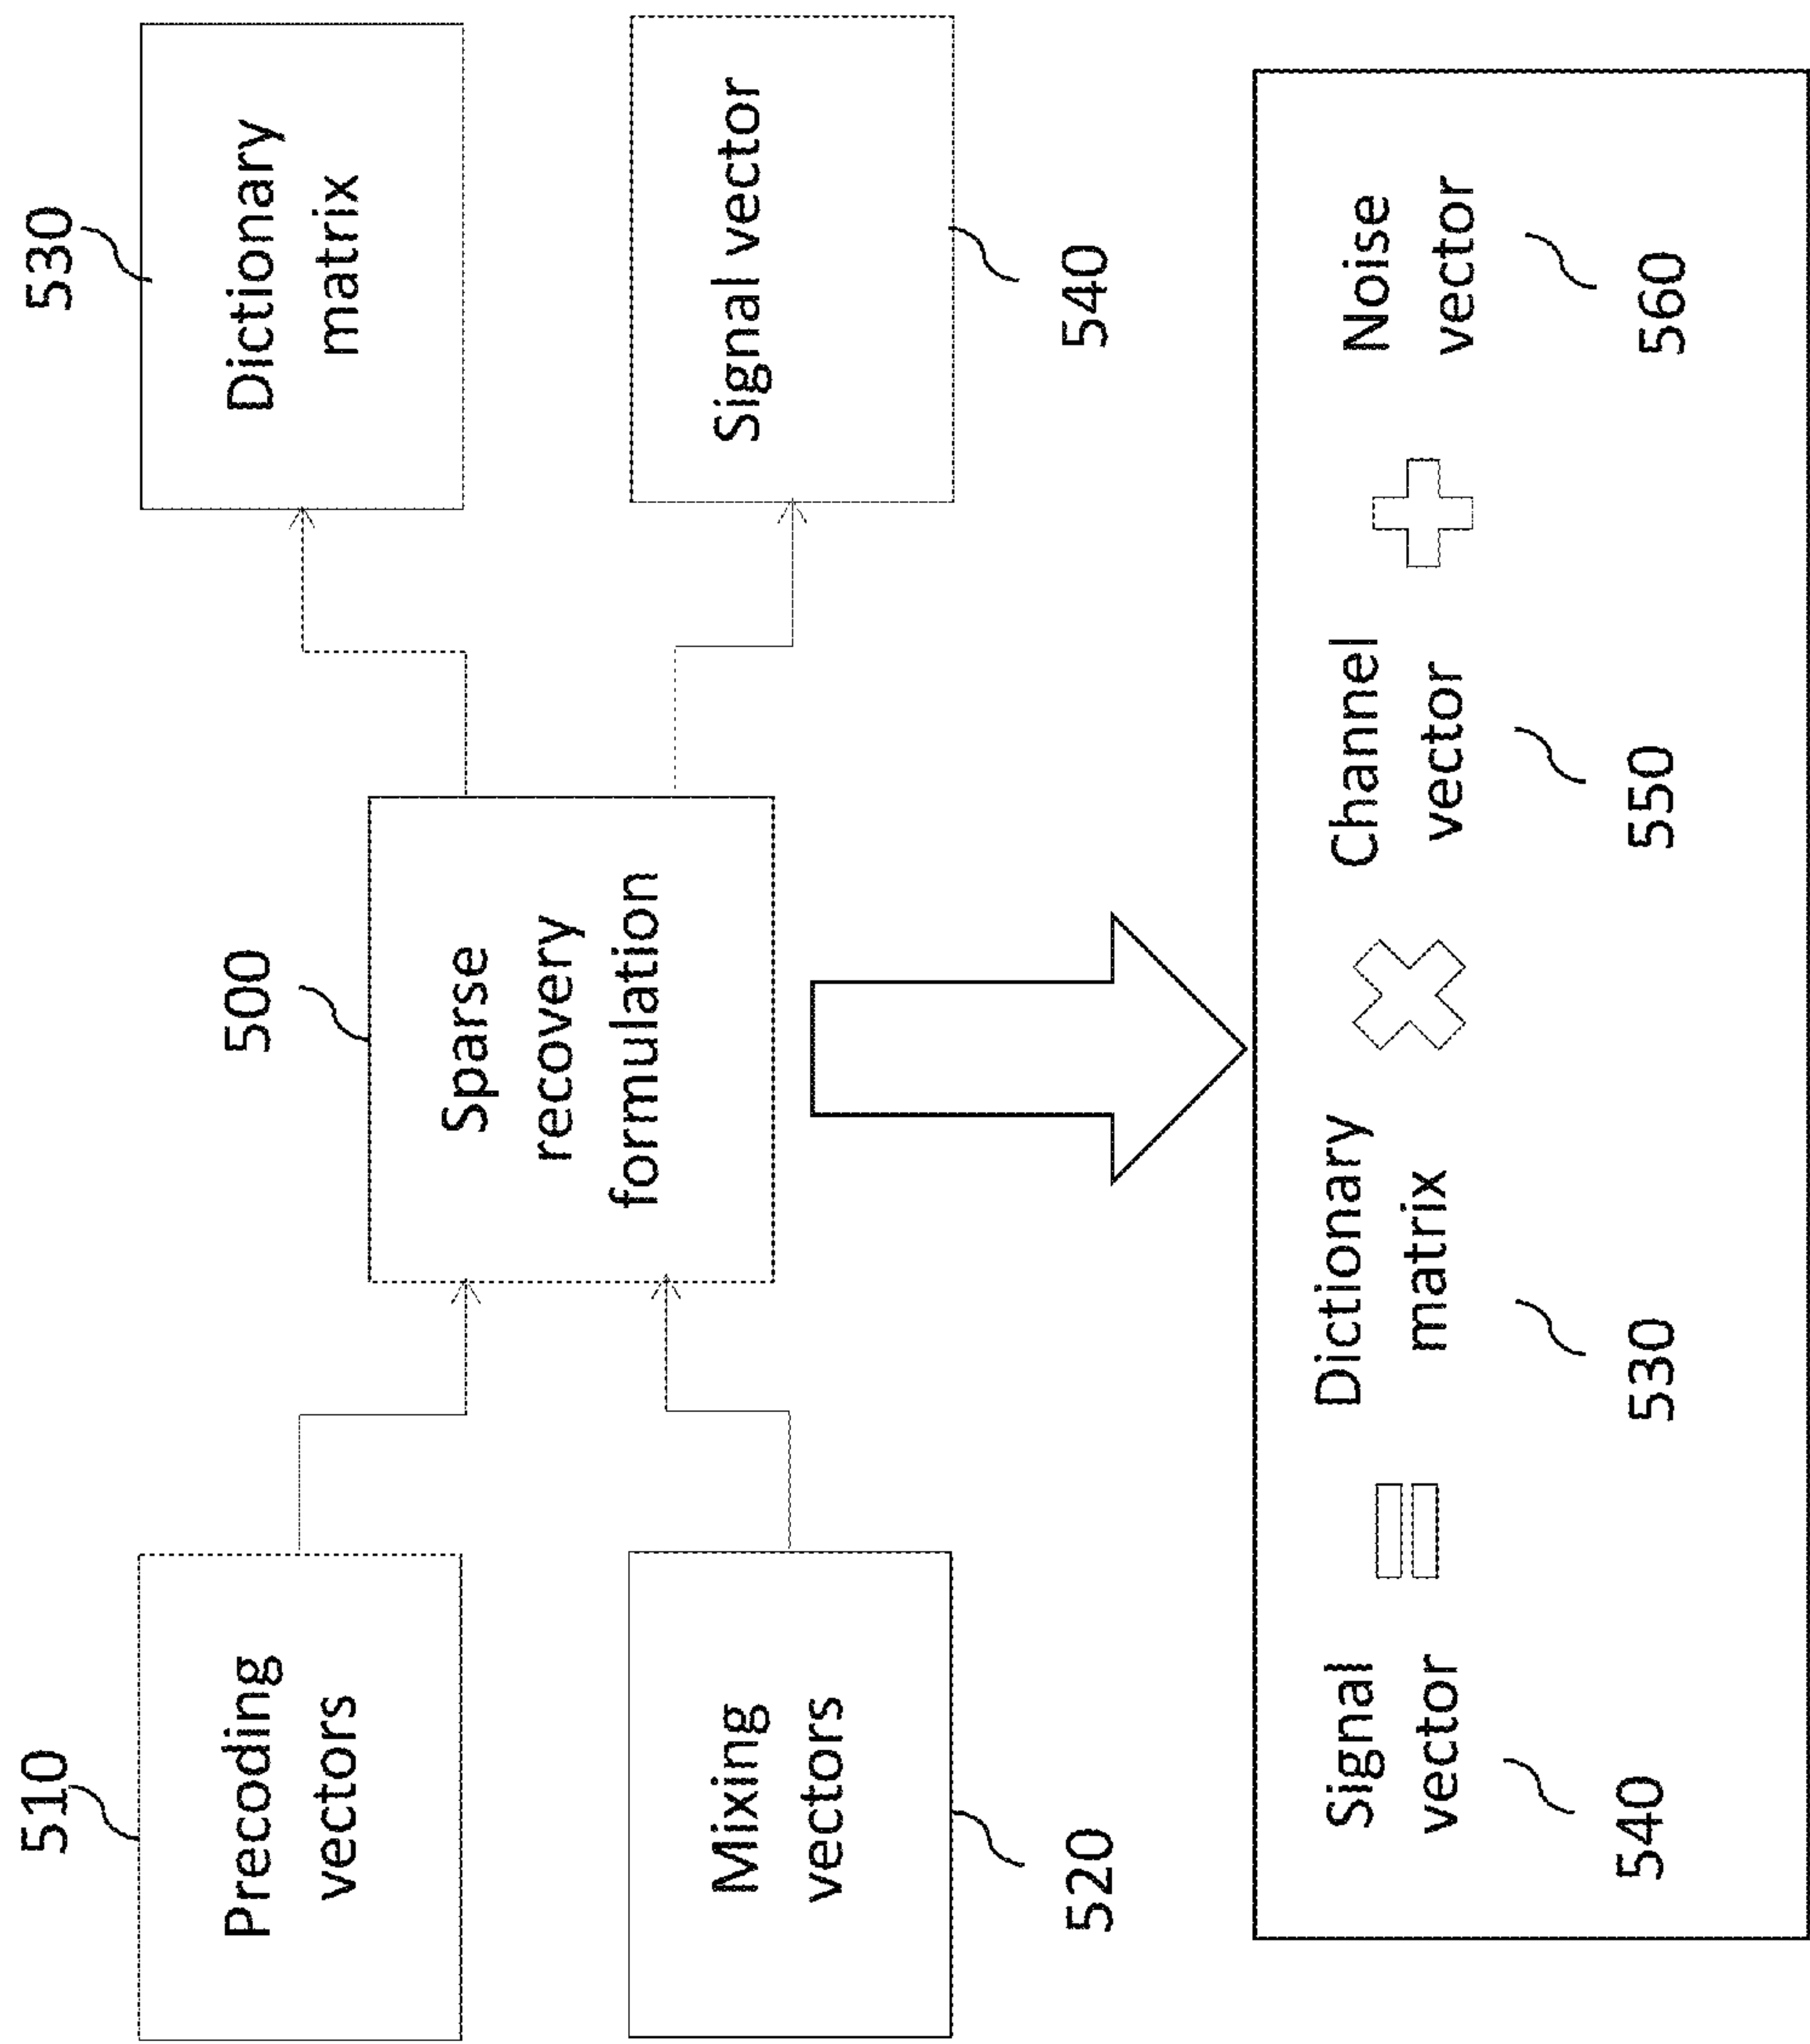 510
Precoding
vectors
Mixing
vectors
520
500
Sparse
recovery
formulation
530
Dictionary
matrix
Signal vector
540
Signal
vector
540
=
Dictionary
matrix
530
×
Channel
vector
550
+
Noise
vector
560